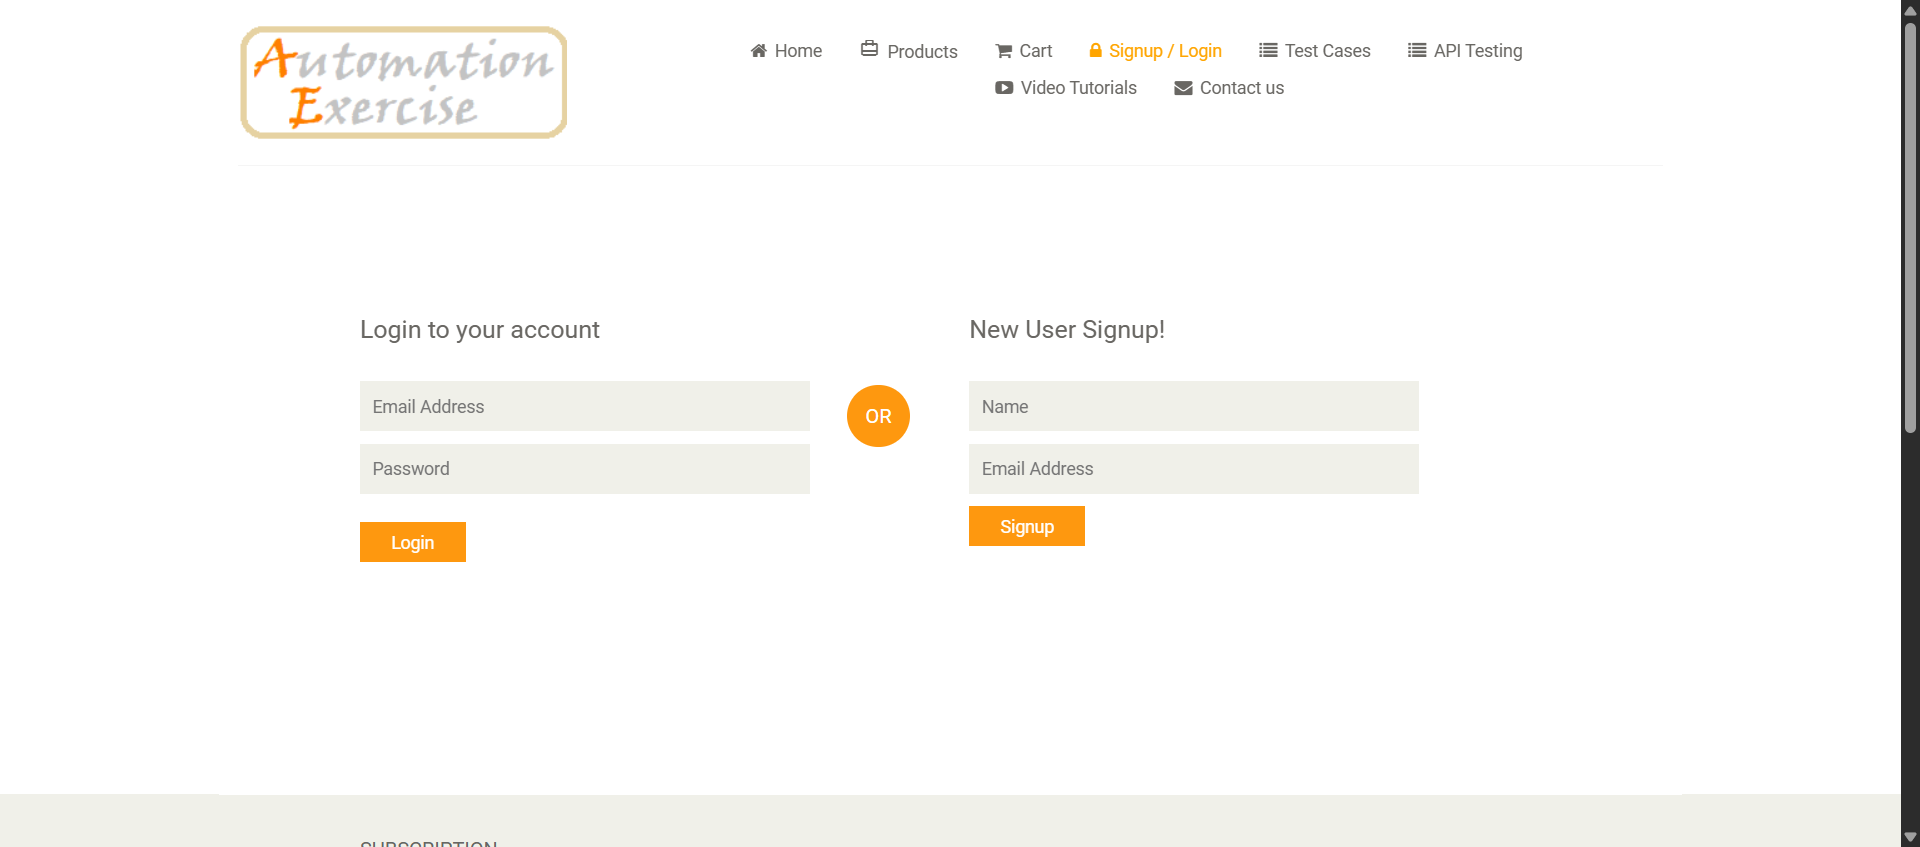 Automation
Exercise
Home Products Cart Signup / Login Test Cases API Testing
Video Tutorials Contact us
Login to your account
Email Address
Password
Login
OR
New User Signup!
Name
Email Address
Signup
SUBSCRIPTION